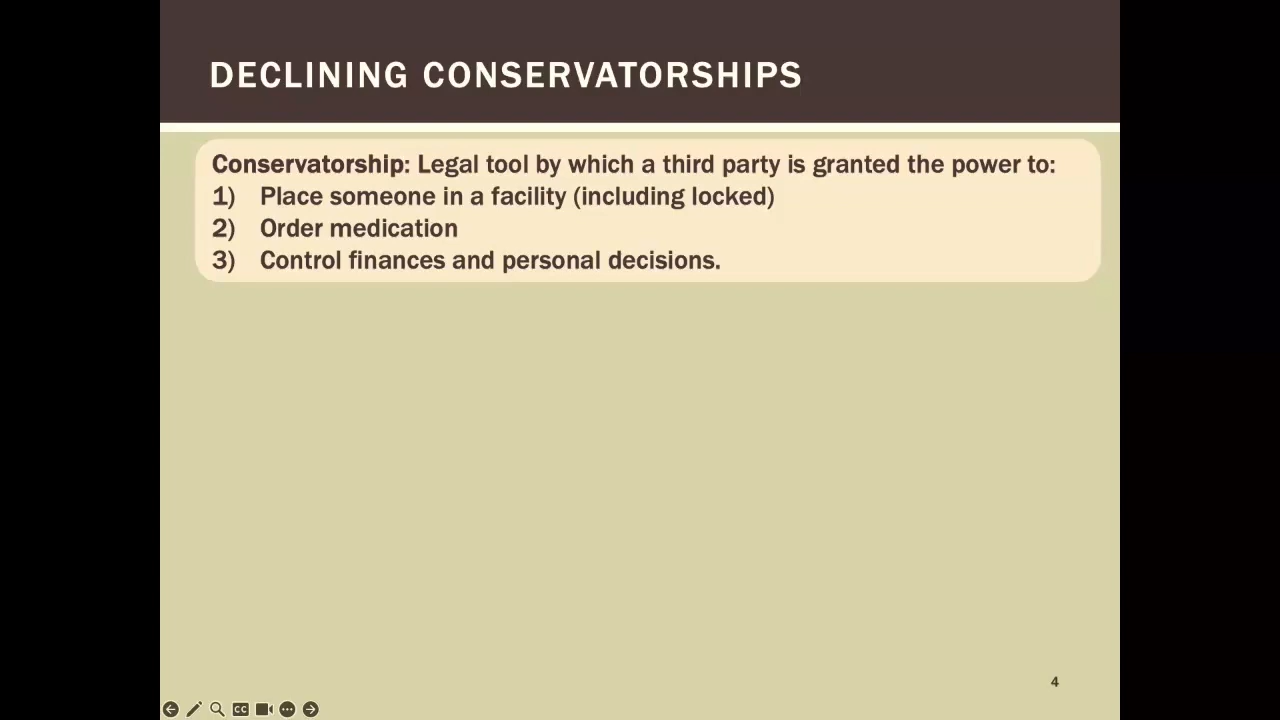 DECLINING CONSERVATORSHIPS
Conservatorship: Legal tool by which a third party is granted the power to:
1) Place someone in a facility (including locked)
2) Order medication
3) Control finances and personal decisions.
4
CC